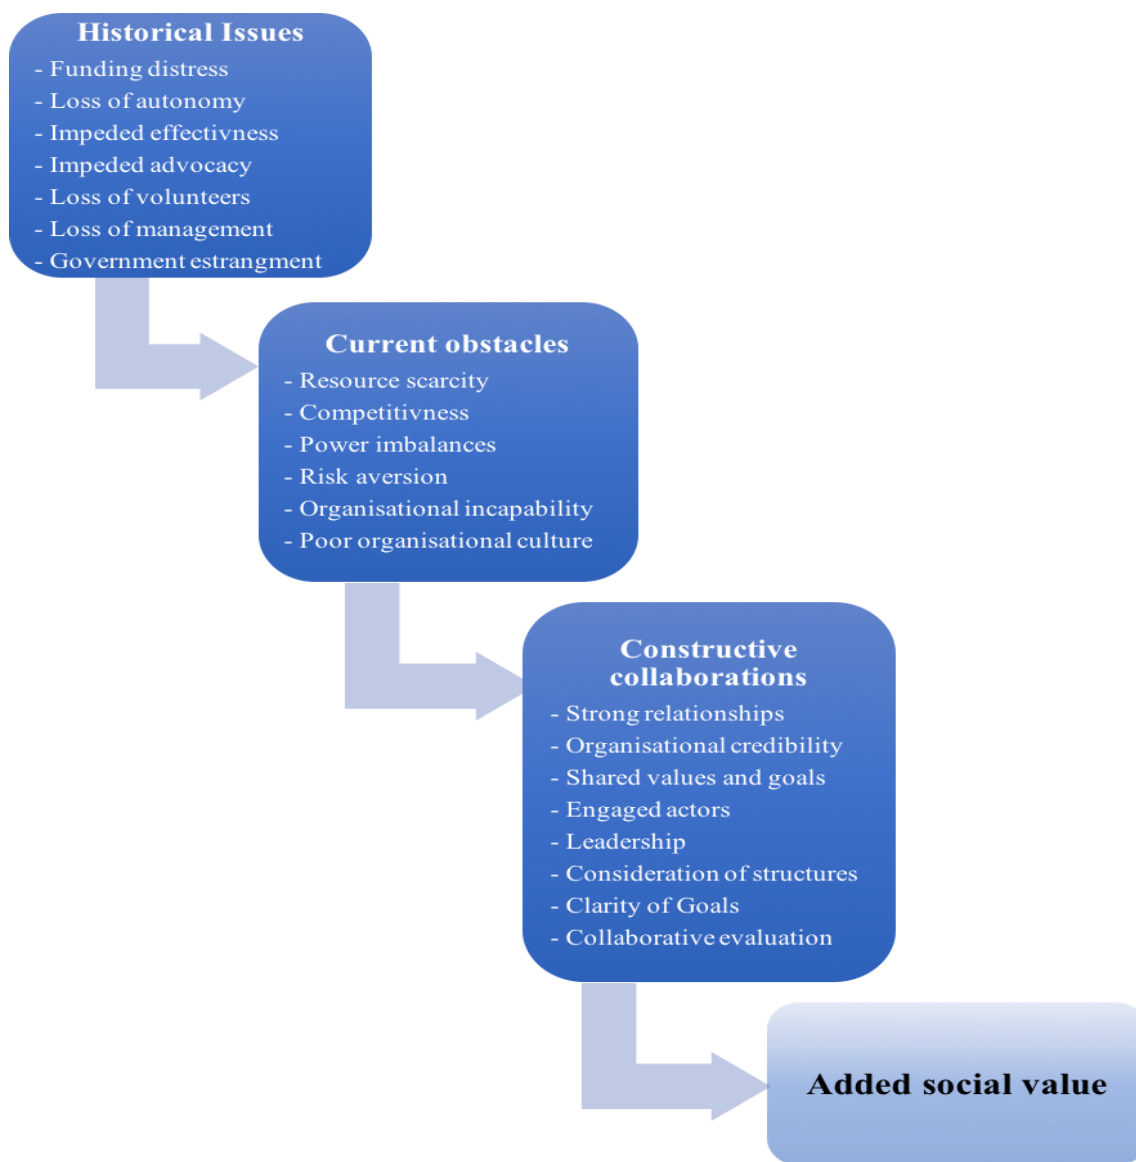 Historical Issues
- Funding distress
- Loss of autonomy
- Impeded effectivness
- Impeded advocacy
- Loss of volunteers
- Loss of management
- Government estrangment
Current obstacles
- Resource scarcity
- Competitivness
- Power imbalances
- Risk aversion
- Organisational incapability
- Poor organisational culture
Constructive
collaborations
- Strong relationships
- Organisational credibility
- Shared values and goals
- Engaged actors
- Leadership
- Consideration of structures
- Clarity of Goals
- Collaborative evaluation
Added social value